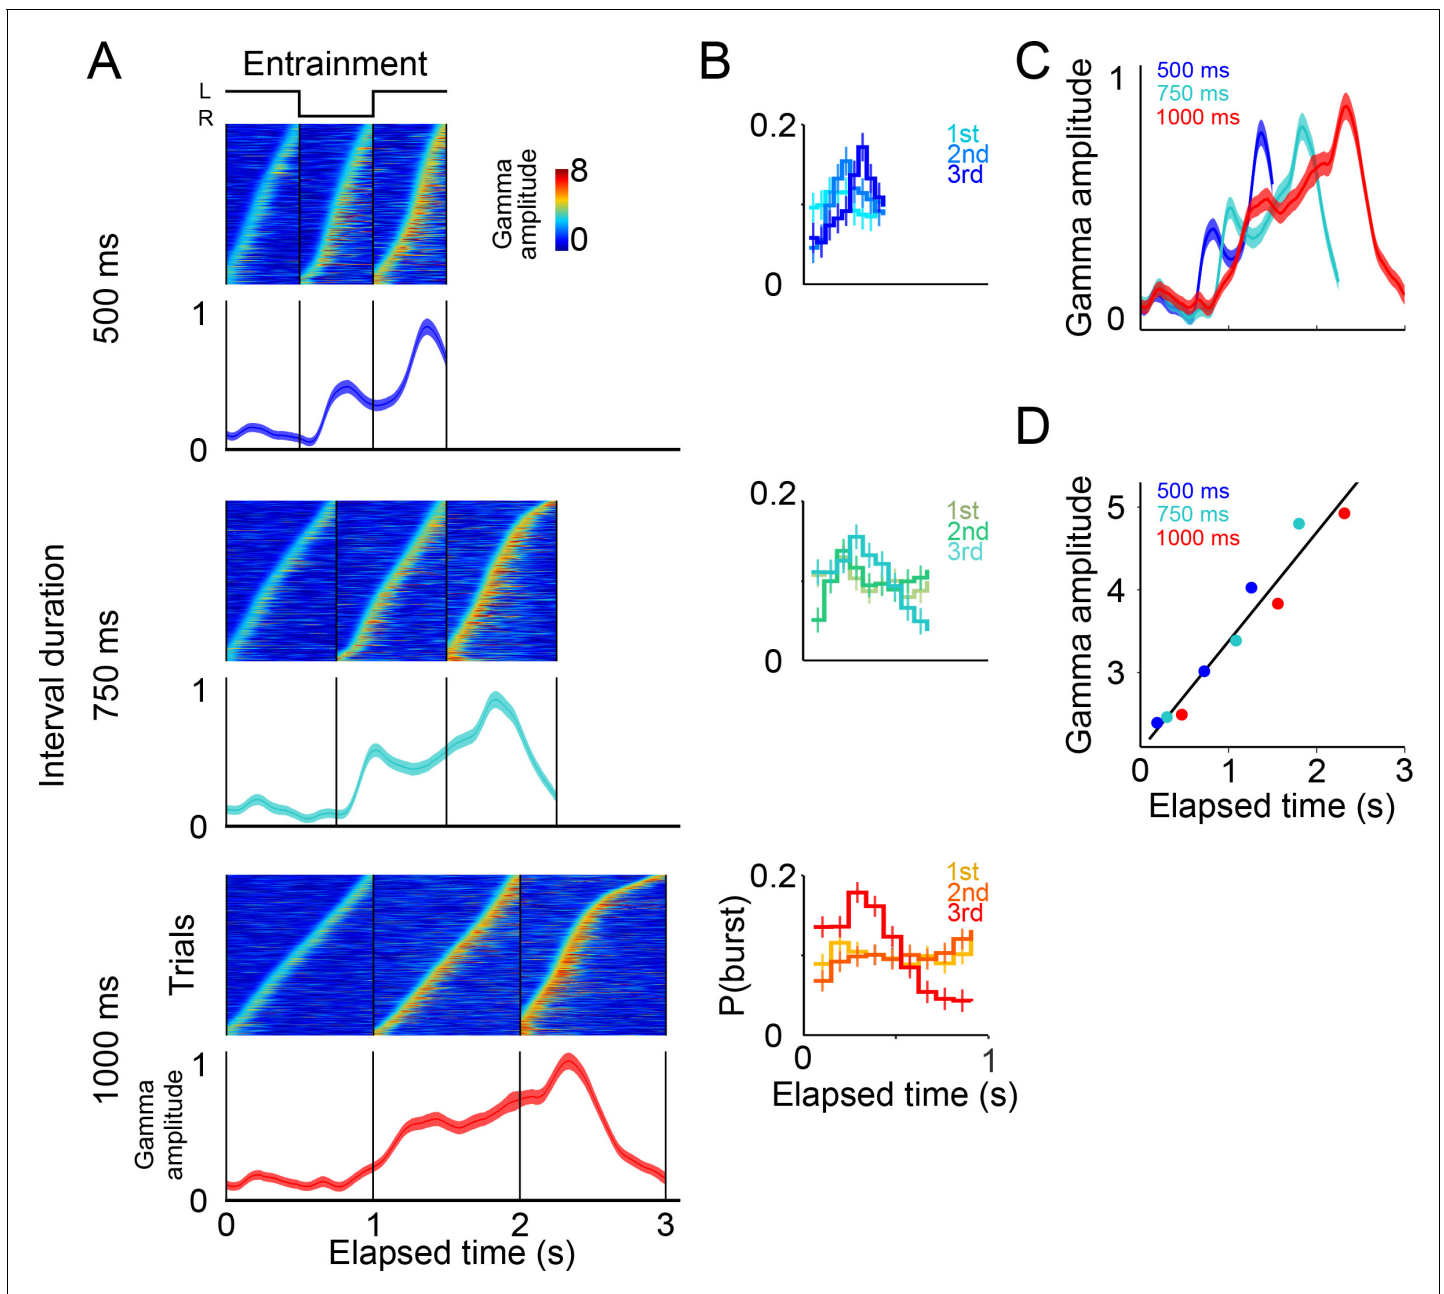 A
Entrainment
L
R
Gamma
amplitude
8
0
500 ms
1
0
Interval duration
750 ms
1
0
1000 ms
Trials
Gamma
amplitude
1
0
0 1 2 3
Elapsed time (s)
B
0.2
0
1st
2nd
3rd
0.2
0
1st
2nd
3rd
P(burst)
0.2
0
1st
2nd
3rd
0 1
Elapsed time (s)
C
Gamma amplitude
1
0
500 ms
750 ms
1000 ms
D
Gamma amplitude
5
4
3
500 ms
750 ms
1000 ms
0 1 2 3
Elapsed time (s)